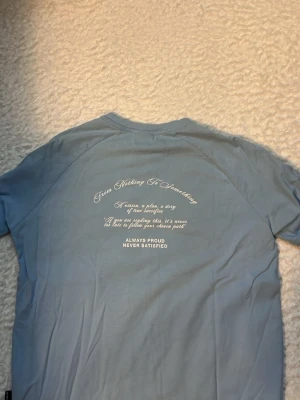 From Nothing To Something
A vision, a plan, a story
of true sacrifice
"If you are reading this, it's never
too late to follow your chosen path"
ALWAYS PROUD
NEVER SATISFIED